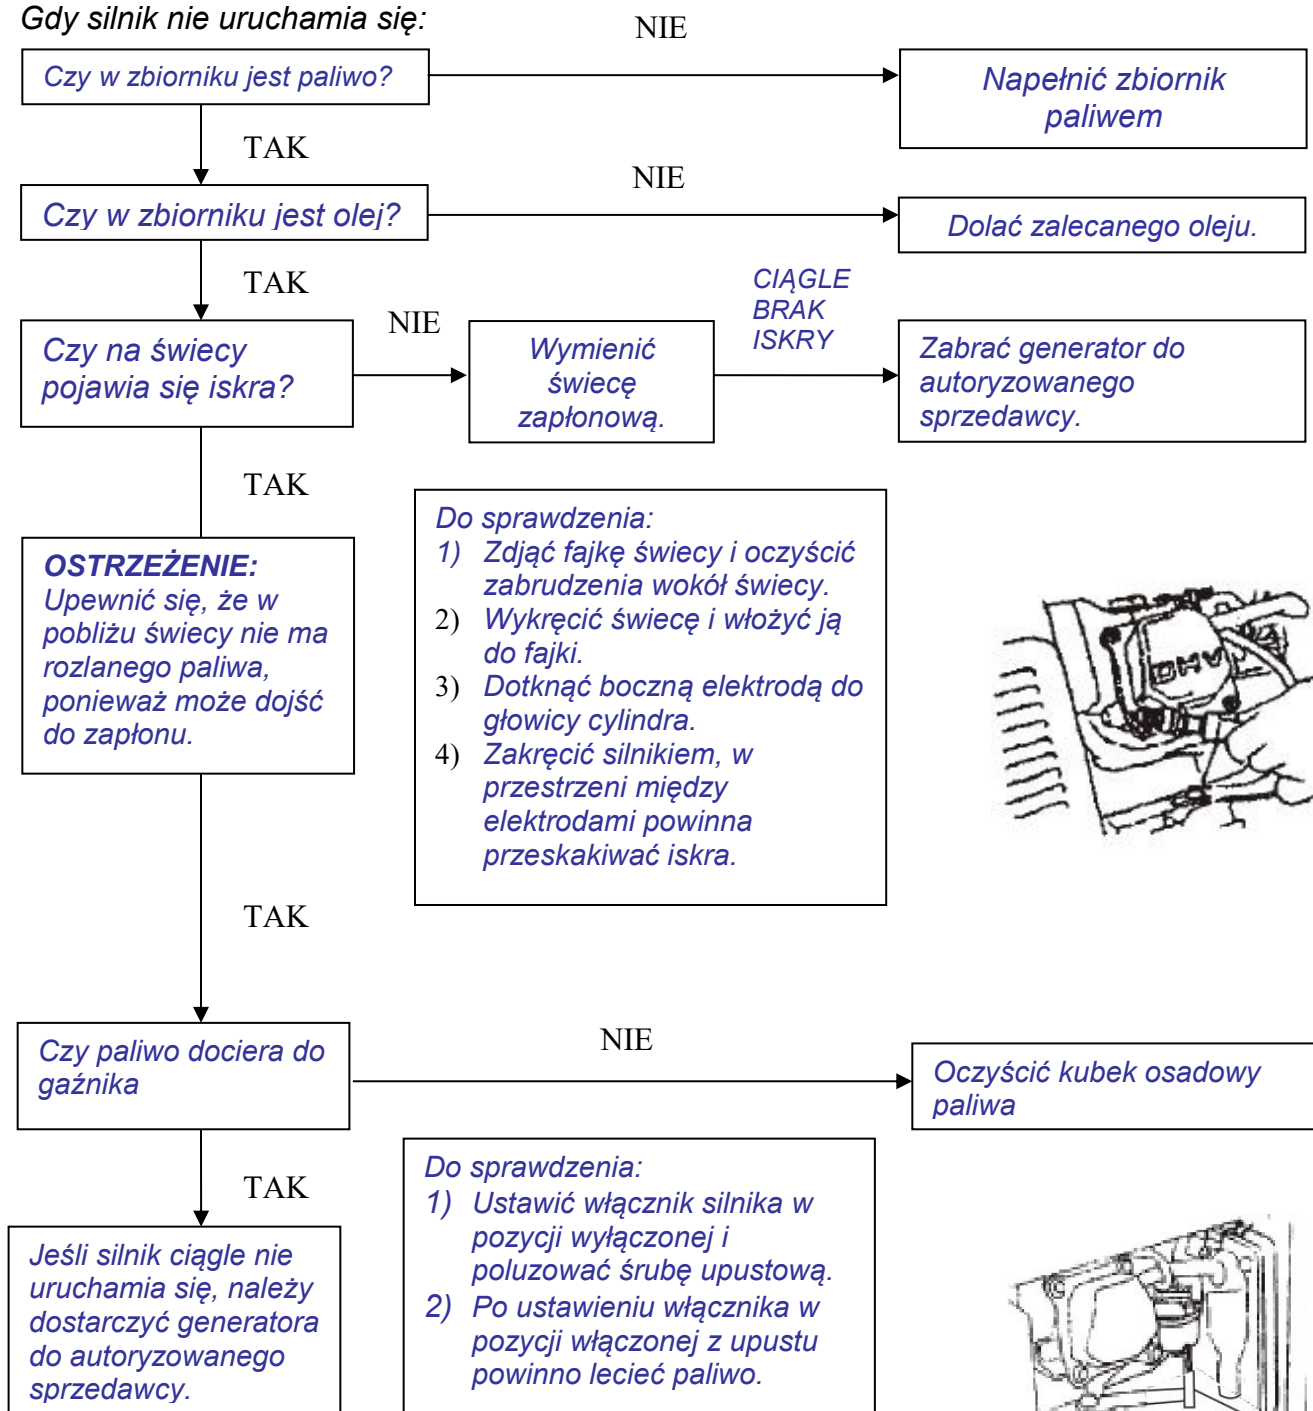 Gdy silnik nie uruchamia się:
NIE
Czy w zbiorniku jest paliwo?
Napełnić zbiornik
paliwem
TAK
NIE
Czy w zbiorniku jest olej?
Dolać zalecanego oleju.
TAK
CIĄGLE
BRAK
ISKRY
NIE
Czy na świecy
pojawia się iskra?
Wymienić
świecę
zapłonową.
Zabrać generator do
autoryzowanego
sprzedawcy.
TAK
OSTRZEŻENIE:
Upewnić się, że w
pobliżu świecy nie ma
rozlanego paliwa,
ponieważ może dojść
do zapłonu.
Do sprawdzenia:
1) Zdjąć fajkę świecy i oczyścić
zabrudzenia wokół świecy.
2) Wykręcić świecę i włożyć ją
do fajki.
3) Dotknąć boczną elektrodą do
głowicy cylindra.
4) Zakręcić silnikiem, w
przestrzeni między
elektrodami powinna
przeskakiwać iskra.
OHV
TAK
Czy paliwo dociera do
gaźnika
NIE
Oczyścić kubek osadowy
paliwa
TAK
Do sprawdzenia:
1) Ustawić włącznik silnika w
pozycji wyłączonej i
poluzować śrubę upustową.
2) Po ustawieniu włącznika w
pozycji włączonej z upustu
powinno lecieć paliwo.
Jeśli silnik ciągle nie
uruchamia się, należy
dostarczyć generatora
do autoryzowanego
sprzedawcy.